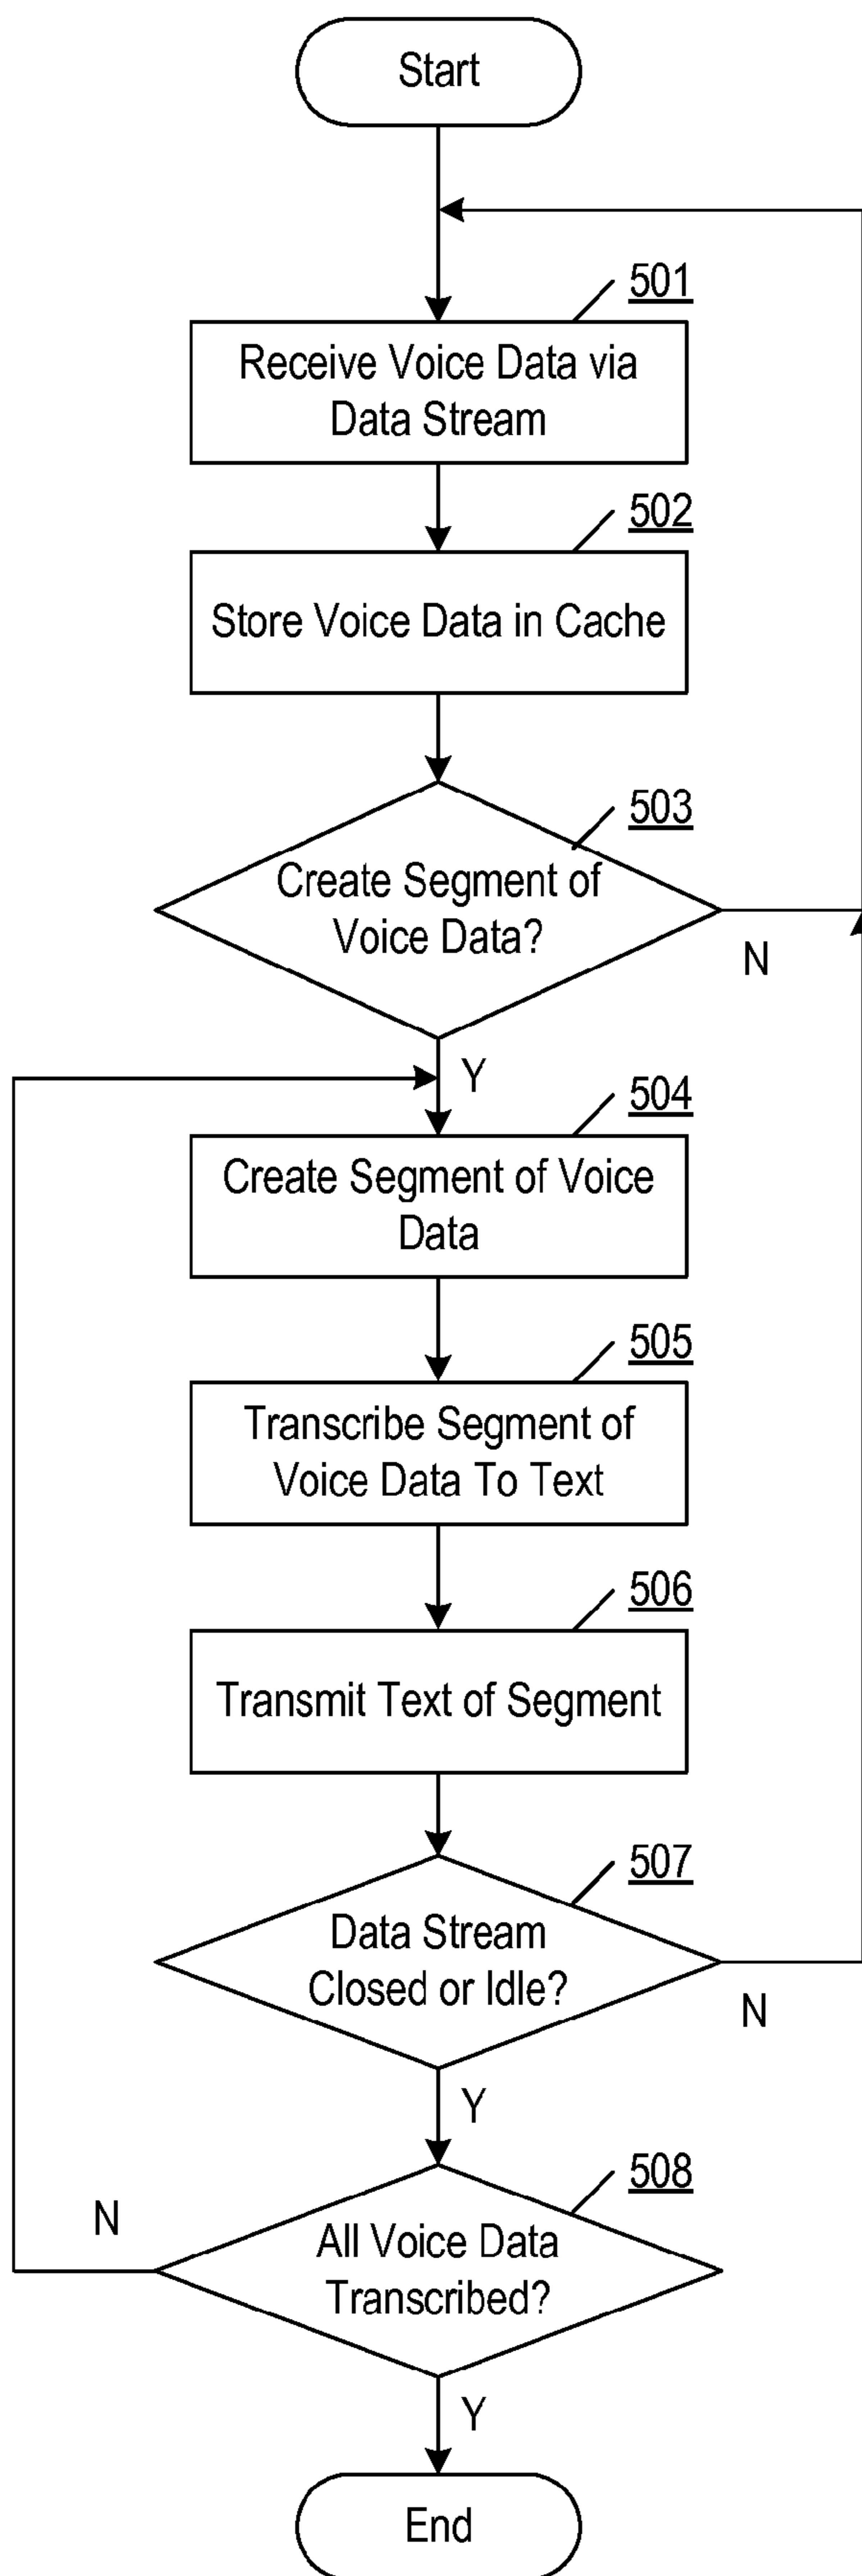 Start
501
Receive Voice Data via
Data Stream
502
Store Voice Data in Cache
503
Create Segment of
Voice Data?
N
Y
504
Create Segment of Voice
Data
505
Transcribe Segment of
Voice Data To Text
506
Transmit Text of Segment
507
Data Stream
Closed or Idle?
N
Y
508
N
All Voice Data
Transcribed?
Y
End